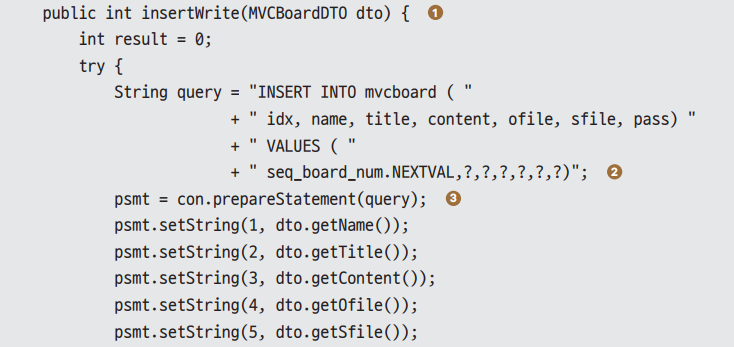 public int insertWrite(MVCBoardDTO dto) { ❶
int result = 0;
try {
String query = "INSERT INTO mvcboard ( "
+ " idx, name, title, content, ofile, sfile, pass) "
+ " VALUES ( "
+ " seq_board_num.NEXTVAL,?,?,?,?,?,?)"; ❷
psmt = con.prepareStatement(query); ❸
psmt.setString(1, dto.getName());
psmt.setString(2, dto.getTitle());
psmt.setString(3, dto.getContent());
psmt.setString(4, dto.getOfile());
psmt.setString(5, dto.getSfile());